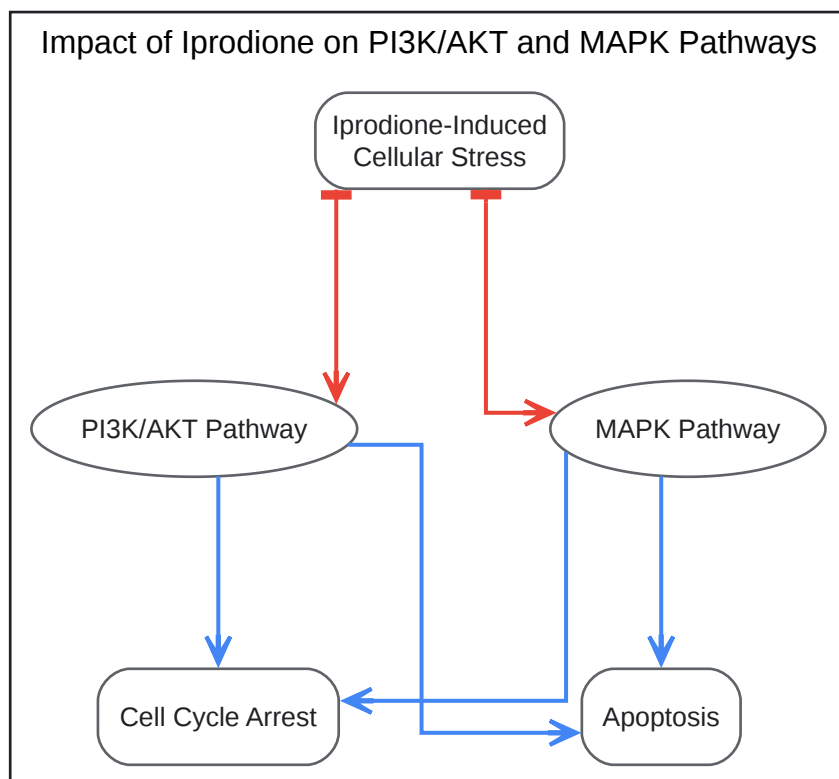 Impact of Iprodione on PI3K/AKT and MAPK Pathways
Iprodione-Induced
Cellular Stress
PI3K/AKT Pathway
MAPK Pathway
Cell Cycle Arrest
Apoptosis